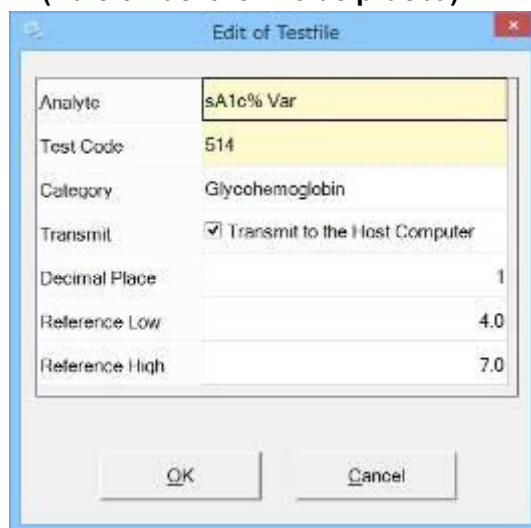 Edit of Testfile
Analyte sA1c% Var
Test Code 514
Category Glycohemoglobin
Transmit Transmit to the Host Computer
Decimal Place 1
Reference Low 4.0
Reference High 7.0
OK Cancel